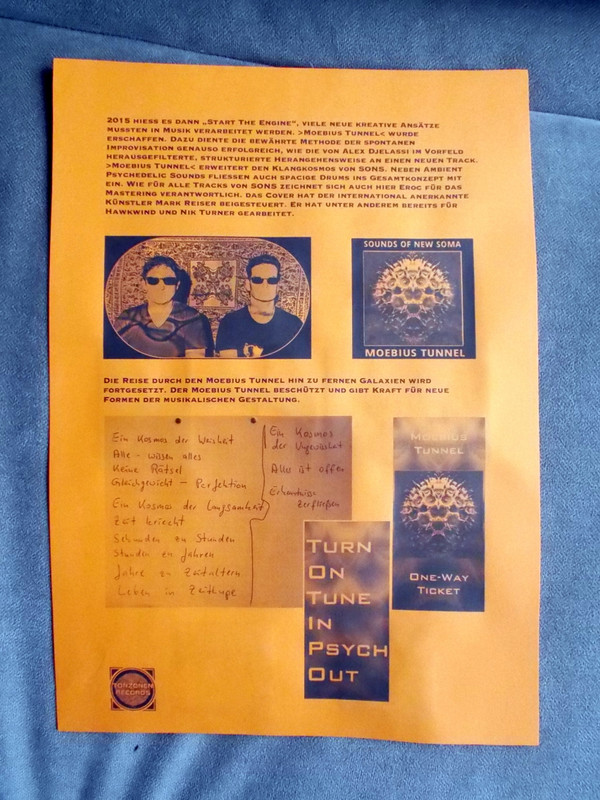 2015 hiess es dann „Start The Engine“, viele neue kreative Ansätze
mussten in Musik verarbeitet werden. >Moebius Tunnel< wurde
erschaffen. Dazu diente die bewährte Methode der spontanen
Improvisation genauso erfolgreich, wie die von Alex Djelassi im Vorfeld
herausgefilterte, strukturierte Herangehensweise an einen neuen Track.
>Moebius Tunnel< erweitert den Klangkosmos von SONS. Neben Ambient
Psychedelic Sounds fliessen auch spacige Drums ins Gesamtkonzept mit
ein. Wie für alle Tracks von SONS zeichnet sich auch hier Eroc für das
Mastering verantwortlich. das Cover hat der international anerkannte
Künstler Mark Reiser beigesteuert. Er hat unter anderem bereits für
Hawkwind und Nik Turner gearbeitet.
SOUNDS OF NEW SOMA
MOEBIUS TUNNEL
Die Reise durch den Moebius Tunnel hin zu fernen Galaxien wird
fortgesetzt. Der Moebius Tunnel beschützt und gibt Kraft für neue
Formen der musikalischen Gestaltung.
Ein Kosmos der Weisheit
Alle - wissen alles
Keine Rätsel
Gleichgewicht - Perfektion
Ein Kosmos der Langsamkeit
Zeit kriecht
Sekunden zu Stunden
Stunden zu Jahren
Jahre zu Zeitaltern
Leben in Zeitlupe
Ein Kosmos
der Ungewissheit
Alles ist offen
Erkenntnisse
zerfließen
Moebius
Tunnel
One-Way
Ticket
Turn
On
Tune
In
Psych
Out
TONZONEN
RECORDS